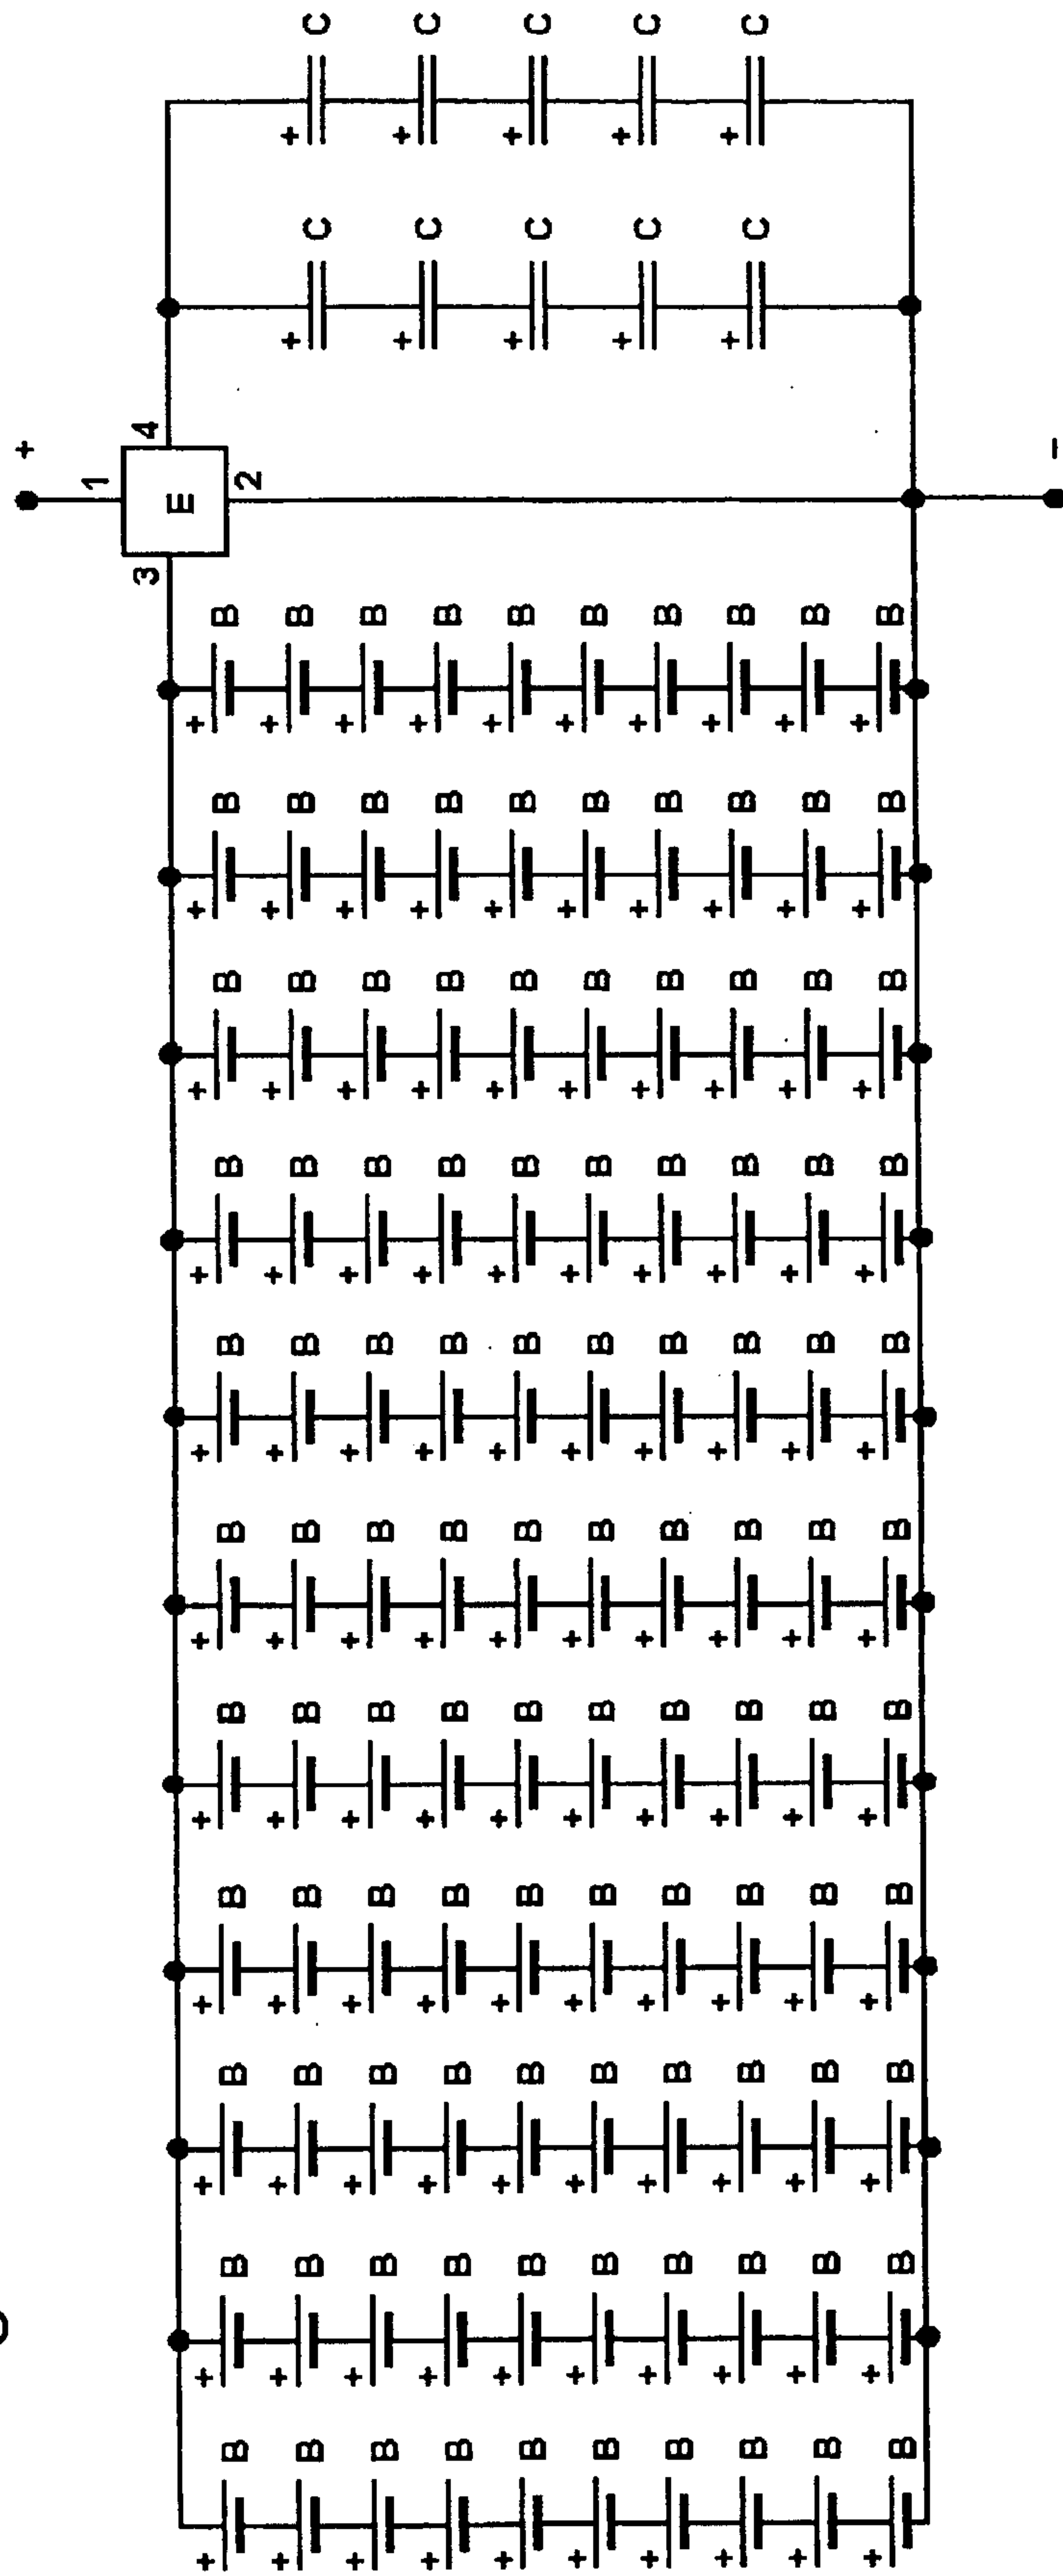 +
1
3 4
E
+ B + B + B + B + B + B + B + B + B + B + B 2
+ B + B + B + B + B + B + B + B + B + B + B + C + C
+ B + B + B + B + B + B + B + B + B + B + B
+ B + B + B + B + B + B + B + B + B + B + B + C + C
+ B + B + B + B + B + B + B + B + B + B + B + C + C
+ B + B + B + B + B + B + B + B + B + B + B
+ B + B + B + B + B + B + B + B + B + B + B + C + C
+ B + B + B + B + B + B + B + B + B + B + B + C + C
+ B + B + B + B + B + B + B + B + B + B + B
+ B + B + B + B + B + B + B + B + B + B + B
-